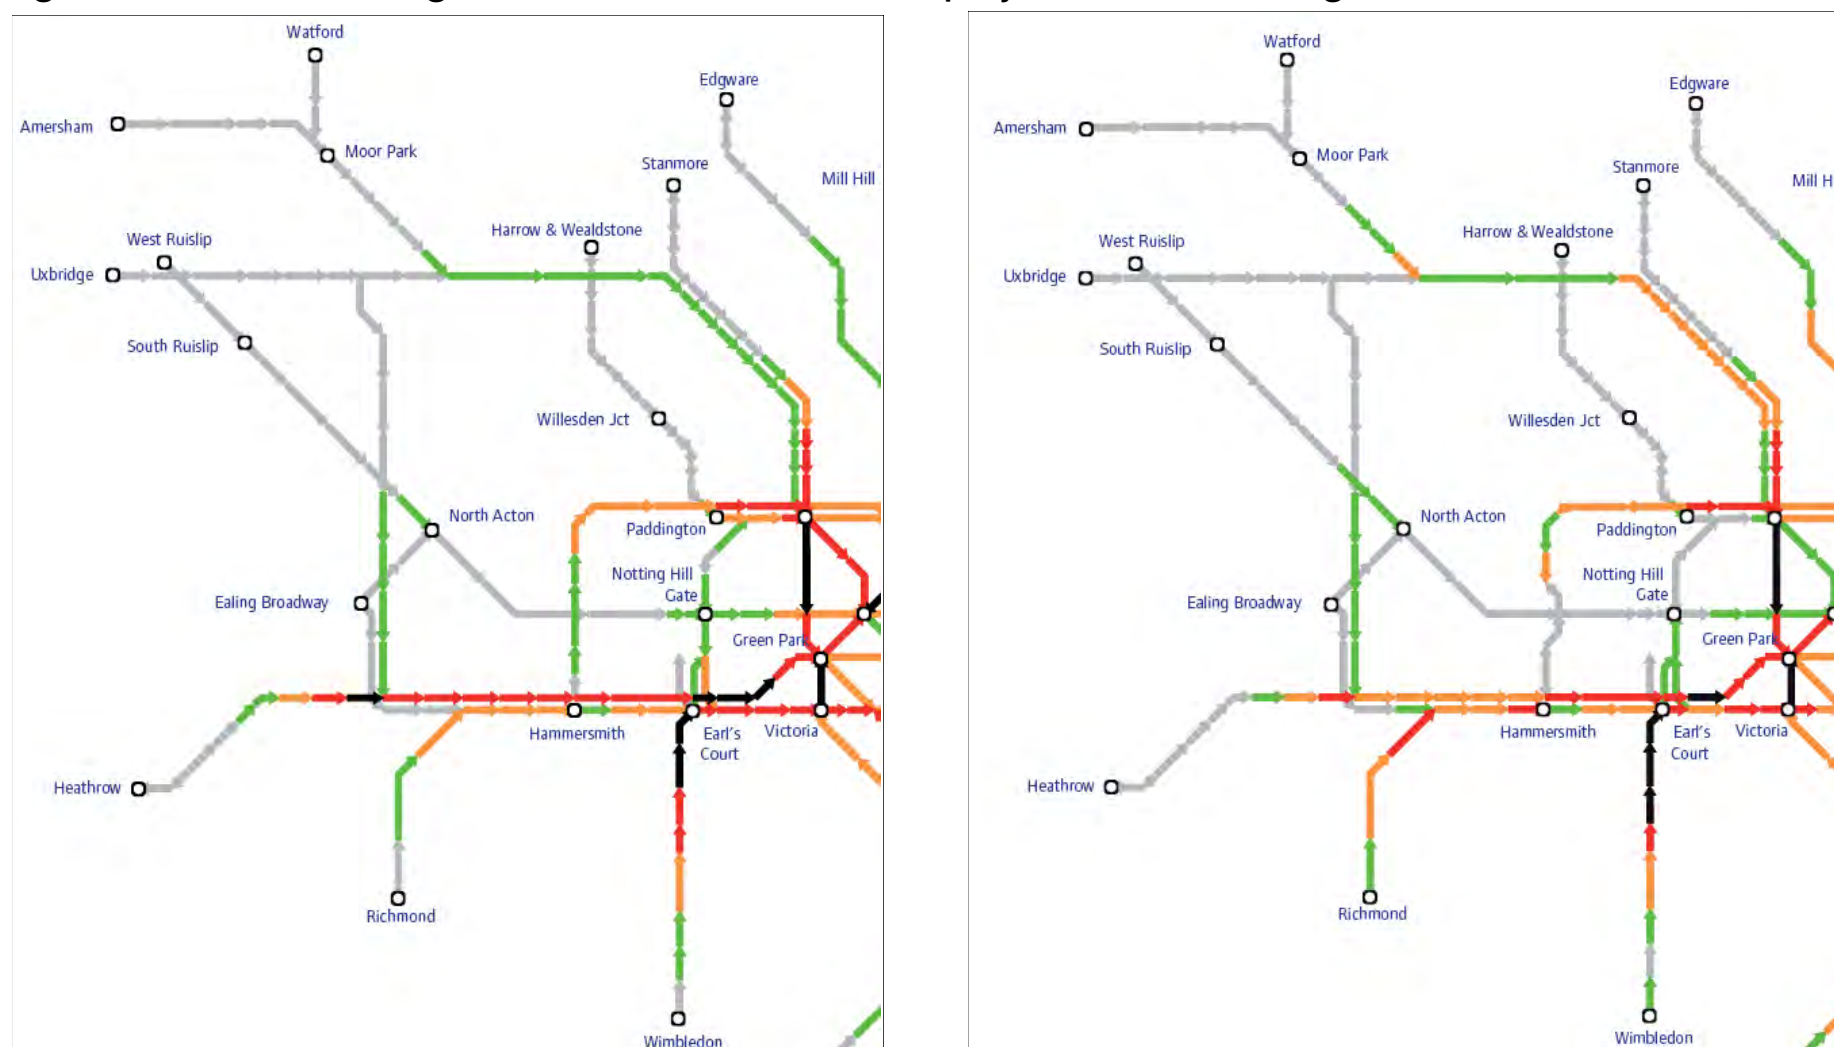 Watford
Edgware
Amersham
Moor Park
Stanmore
Mill Hill
Harrow & Wealdstone
West Ruislip
Uxbridge
South Ruislip
Willesden Jct
North Acton
Paddington
Notting Hill
Gate
Ealing Broadway
Green Park
Hammersmith
Earl's
Court
Victoria
Heathrow
Richmond
Wimbledon
Watford
Edgware
Amersham
Moor Park
Stanmore
Mill H
Harrow & Wealdstone
West Ruislip
Uxbridge
South Ruislip
Willesden Jct
North Acton
Paddington
Notting Hill
Gate
Ealing Broadway
Green Park
Hammersmith
Earl's
Court
Victoria
Heathrow
Richmond
Wimbledon